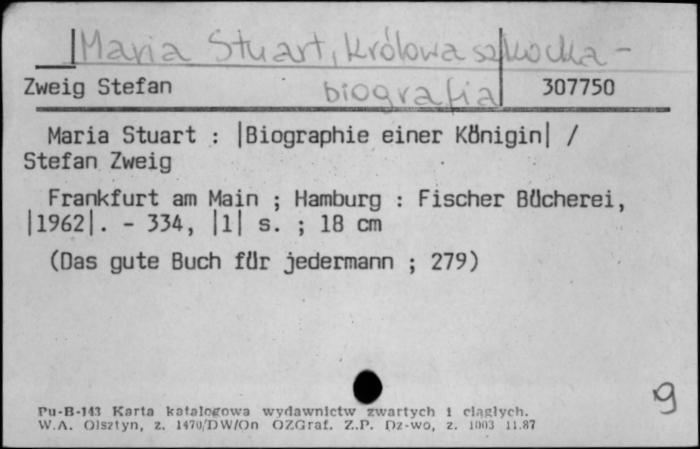 Maria Stuart, królowa szkocka -
Zweig Stefan biografia 307750
Maria Stuart : |Biographie einer Königin| /
Stefan Zweig
Frankfurt am Main ; Hamburg : Fischer Bücherei,
|1962|. - 334, |1| s. ; 18 cm
(Das gute Buch für jedermann ; 279)
9
Pu-B-143 Karta katalogowa wydawnictw zwartych i ciągłych.
W.A. Olsztyn, z. 1470/DW/On OZGraf. Z.P. Dz-wo, z. 1003 11.87